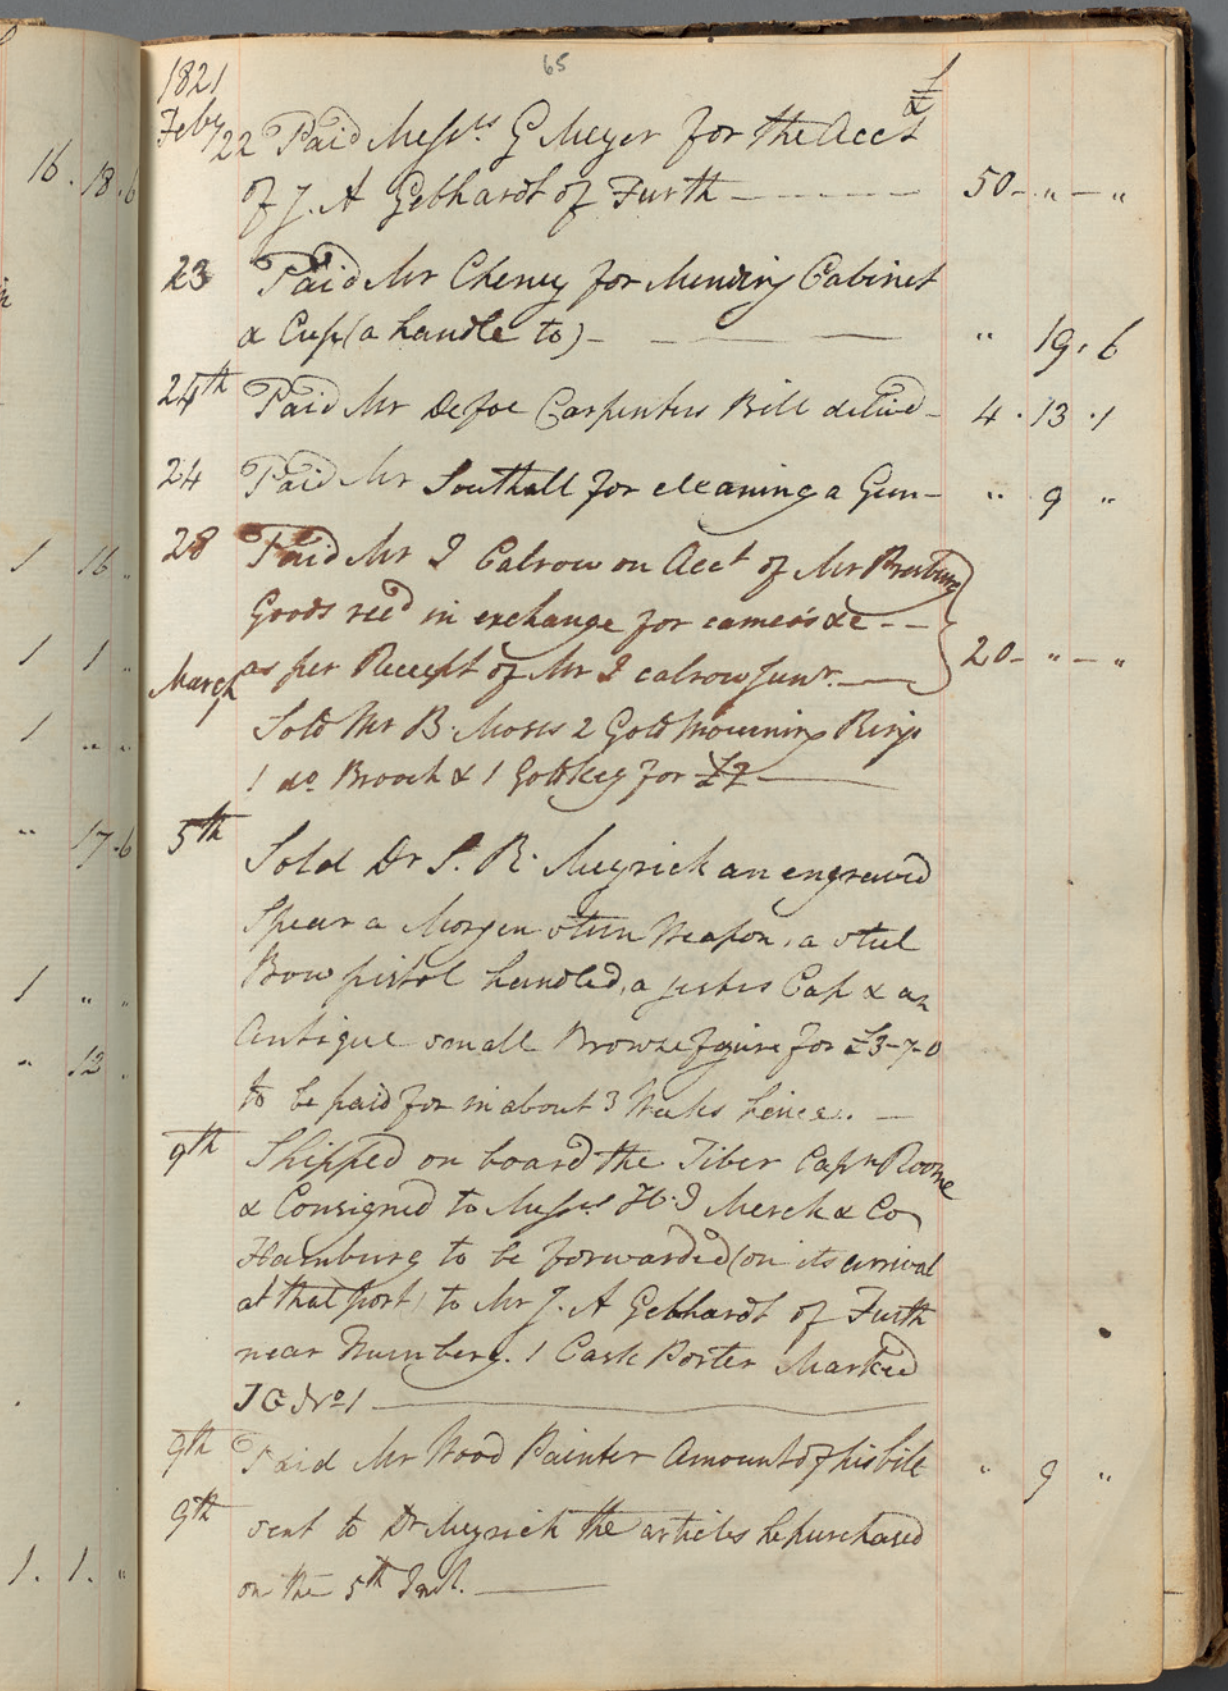 65
1821
£
Feby 22 Paid Messrs G Meyer for the Acct
of J. A Gebhardt of Furth - - - - - 50 - " - "
23 Paid Mr Cheney for Mending Cabinet
& Cup (a handle to) - - — — " 19 . 6
24th Paid Mr Defoe Carpenters Bill delived - 4 . 13 . 1
24 Paid Mr Southall for cleaning a Gun - " 9 "
28 Paid Mr I Calrow on Acct of Mr
Goods recd in exchange for cameos &c - -
as per Receipt of Mr I calrow Junr. — 20 - " - "
March 1
Sold Mr B. Moses 2 Gold Mourning Rings
1 do. Brooch & 1 Gold key for £2 —
5th Sold Dr S. R. Meyrick an engraved
Spear a Morgen stern Weapon, a steel
Bow pistol handled, a jesters Cap & an
Antique small Bronze figure for £3-7-0
to be paid for in about 3 Weeks hence. . —
9th Shipped on board the Tiber Capn Roome
& Consigned to Messrs H. I Merck & Co
Hamburg to be forwarded (on its arrival
at that port) to Mr J. A Gebhardt of Furth
near Nurnberg. 1 Cask Porter Marked
JG No 1 —
9th Paid Mr Wood Painter Amount of his bill " 9 "
9th sent to Dr Meyrick the articles he purchased
on the 5th Inst. —
16 . 18 . 6
1 16 "
1 1 "
1 " "
" 17 . 6
1 " "
" 12 .
1 . 1 . "